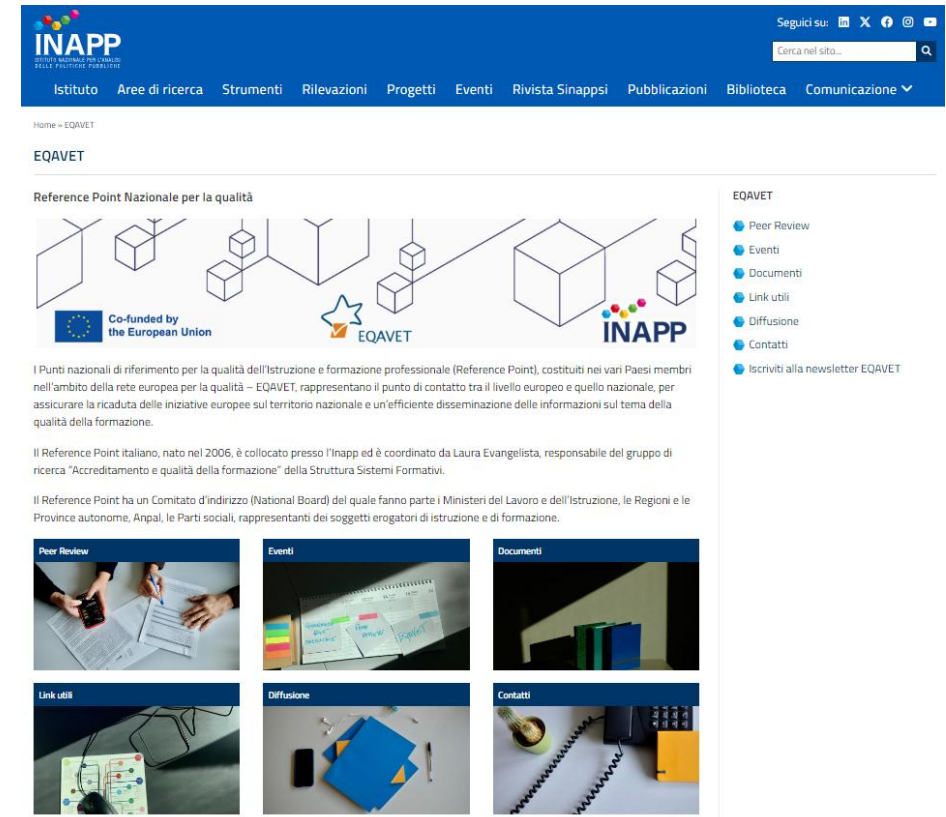 Seguici su:
INAPP
ISTITUTO NAZIONALE PER L'ANALISI
DELLE POLITICHE PUBBLICHE
Cerca nel sito...
Istituto Aree di ricerca Strumenti Rilevazioni Progetti Eventi Rivista Sinappsi Pubblicazioni Biblioteca Comunicazione
Home » EQAVET
EQAVET
Reference Point Nazionale per la qualità
Co-funded by
the European Union
EQAVET
INAPP
I Punti nazionali di riferimento per la qualità dell'Istruzione e formazione professionale (Reference Point), costituiti nei vari Paesi membri
nell'ambito della rete europea per la qualità – EQAVET, rappresentano il punto di contatto tra il livello europeo e quello nazionale, per
assicurare la ricaduta delle iniziative europee sul territorio nazionale e un'efficiente disseminazione delle informazioni sul tema della
qualità della formazione.
Il Reference Point italiano, nato nel 2006, è collocato presso l'Inapp ed è coordinato da Laura Evangelista, responsabile del gruppo di
ricerca "Accreditamento e qualità della formazione" della Struttura Sistemi Formativi.
Il Reference Point ha un Comitato d'indirizzo (National Board) del quale fanno parte i Ministeri del Lavoro e dell'Istruzione, le Regioni e le
Province autonome, Anpal, le Parti sociali, rappresentanti dei soggetti erogatori di istruzione e di formazione.
Peer Review
Eventi
EQAVET
Documenti
Link utili
Diffusione
Contatti
EQAVET
Peer Review
Eventi
Documenti
Link utili
Diffusione
Contatti
Iscriviti alla newsletter EQAVET